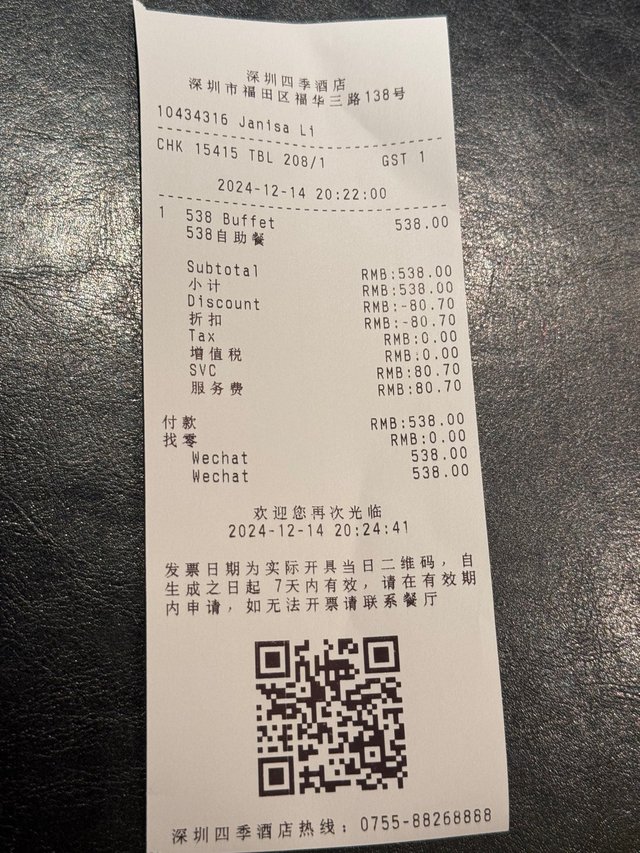 深圳四季酒店
深圳市福田区福华三路138号
10434316 Janisa Li
CHK 15415 TBL 208/1 GST 1
2024-12-14 20:22:00
1 538 Buffet 538.00
538自助餐
Subtotal RMB:538.00
小计 RMB:538.00
Discount RMB:-80.70
折扣 RMB:-80.70
Tax RMB:0.00
增值税 RMB:0.00
SVC RMB:80.70
服务费 RMB:80.70
付款 RMB:538.00
找零 RMB:0.00
Wechat 538.00
Wechat 538.00
欢迎您再次光临
2024-12-14 20:24:41
发票日期为实际开具当日二维码，自
生成之日起 7天内有效，请在有效期
内申请，如无法开票请联系餐厅
深圳四季酒店热线：0755-88268888